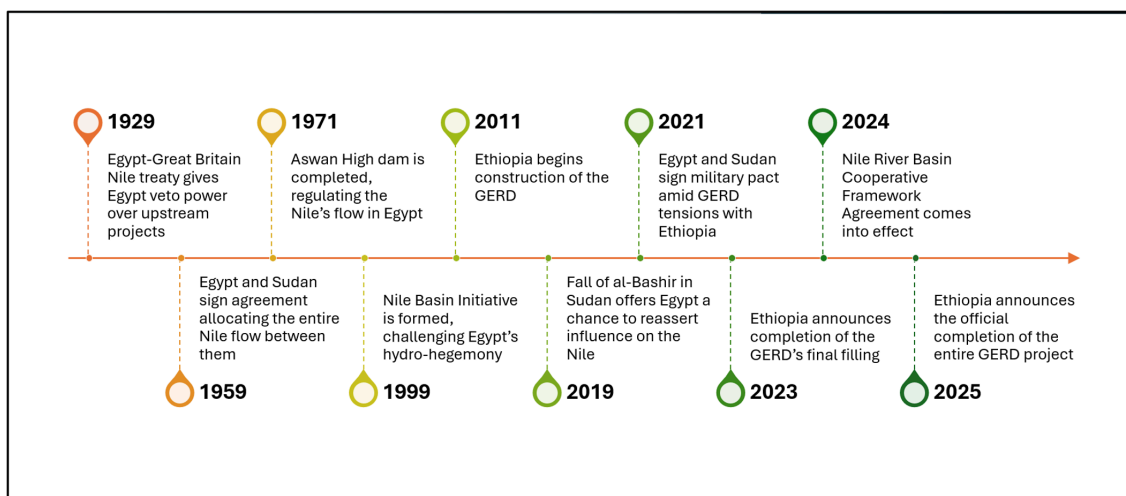 1929
Egypt-Great Britain
Nile treaty gives
Egypt veto power
over upstream
projects
Egypt and Sudan
sign agreement
allocating the entire
Nile flow between
them
1959
1971
Aswan High dam is
completed,
regulating the
Nile's flow in Egypt
Nile Basin Initiative
is formed,
challenging Egypt's
hydro-hegemony
1999
2011
Ethiopia begins
construction of the
GERD
Fall of al-Bashir in
Sudan offers Egypt a
chance to reassert
influence on the
Nile
2019
2021
Egypt and Sudan
sign military pact
amid GERD
tensions with
Ethiopia
Ethiopia announces
completion of the
GERD's final filling
2023
2024
Nile River Basin
Cooperative
Framework
Agreement comes
into effect
Ethiopia announces
the official
completion of the
entire GERD project
2025